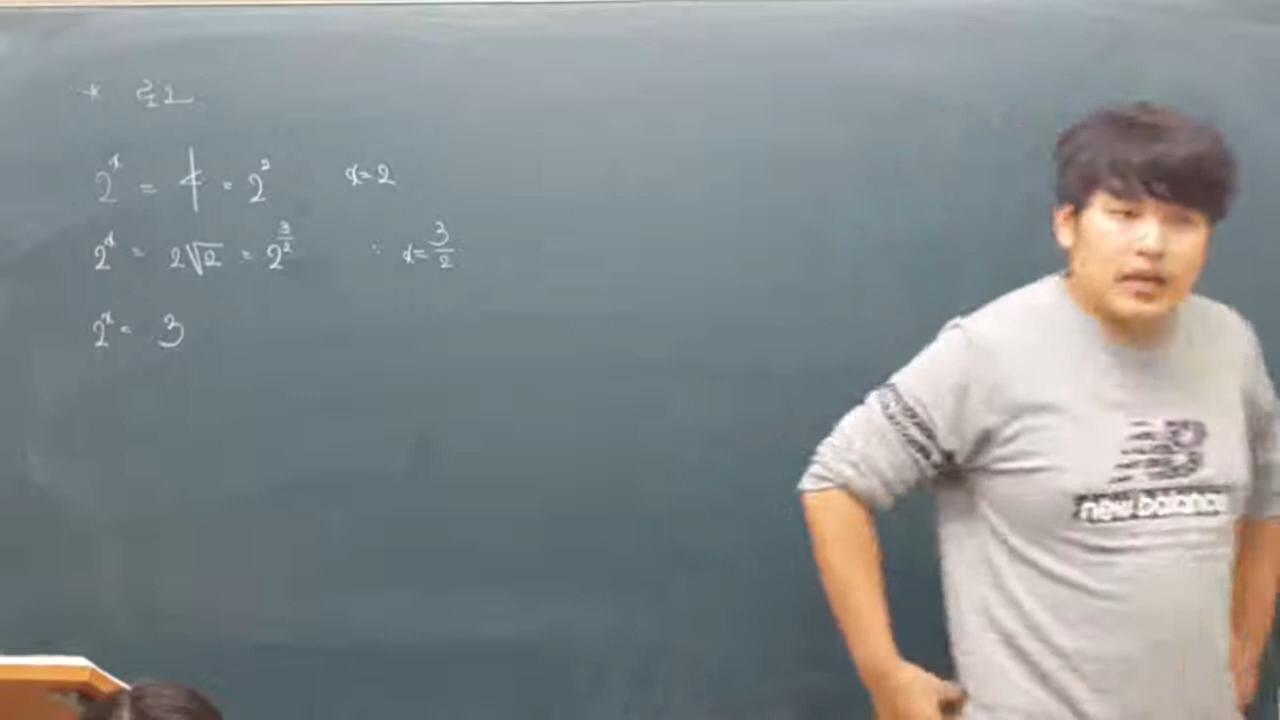 * 로그
2^x = 4 = 2^2 x=2
2^x = 2√2 = 2^(3/2) ∴ x=3/2
2^x = 3
new balance